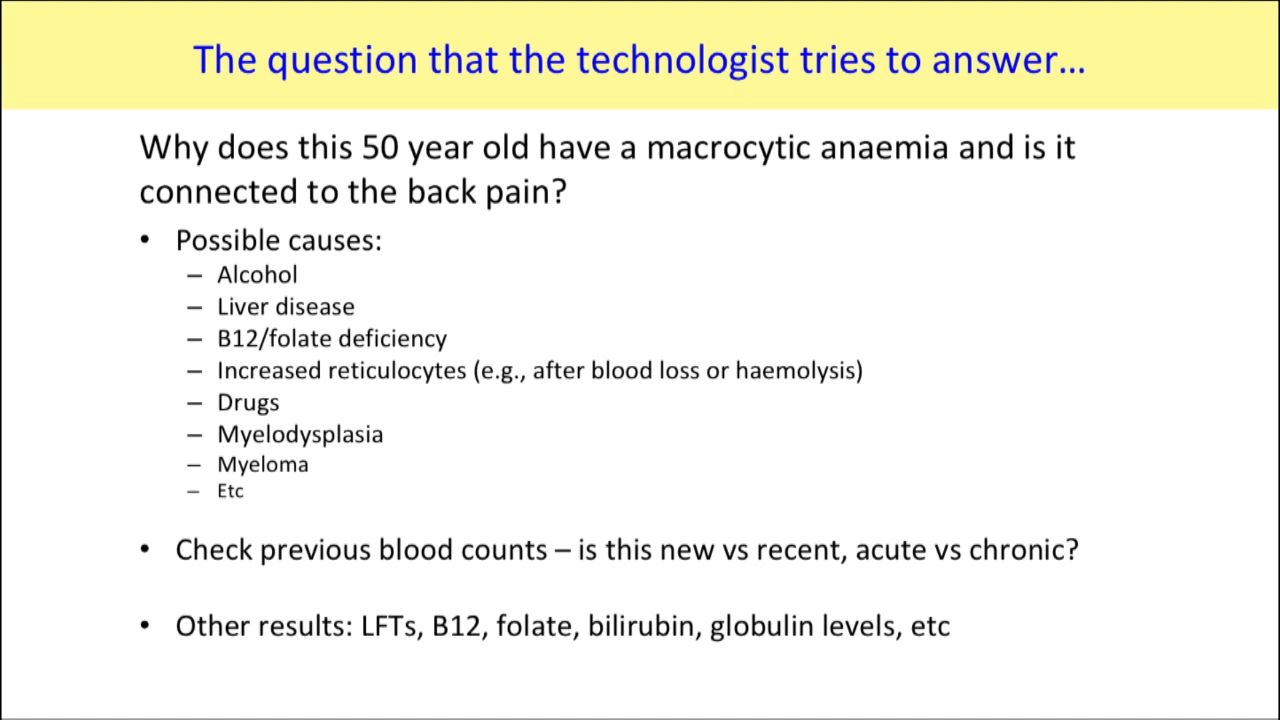 The question that the technologist tries to answer...
Why does this 50 year old have a macrocytic anaemia and is it
connected to the back pain?
• Possible causes:
– Alcohol
– Liver disease
– B12/folate deficiency
– Increased reticulocytes (e.g., after blood loss or haemolysis)
– Drugs
– Myelodysplasia
– Myeloma
– Etc
• Check previous blood counts – is this new vs recent, acute vs chronic?
• Other results: LFTs, B12, folate, bilirubin, globulin levels, etc